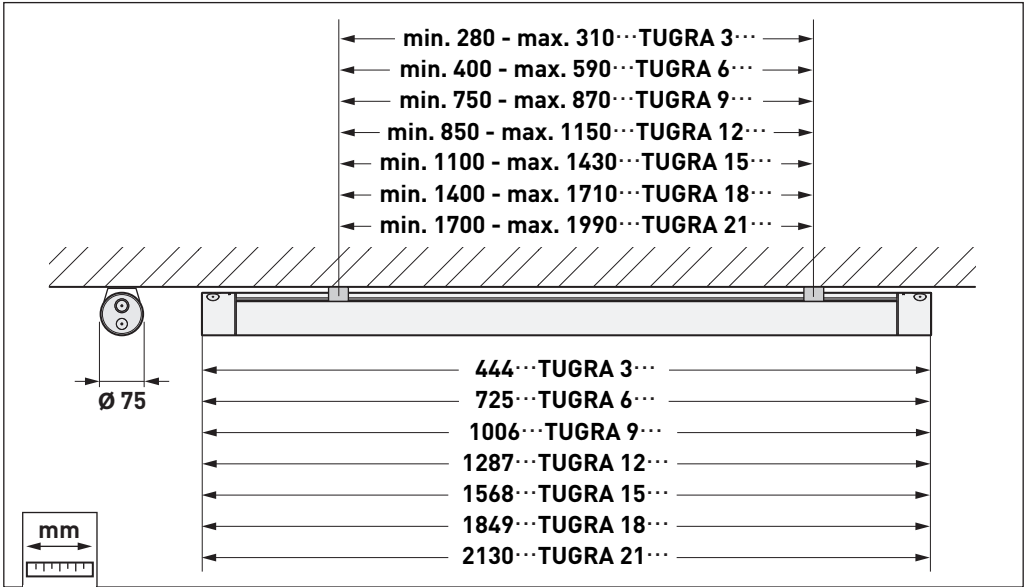 min. 280 - max. 310···TUGRA 3···
min. 400 - max. 590···TUGRA 6···
min. 750 - max. 870···TUGRA 9···
min. 850 - max. 1150···TUGRA 12···
min. 1100 - max. 1430···TUGRA 15···
min. 1400 - max. 1710···TUGRA 18···
min. 1700 - max. 1990···TUGRA 21···
Ø 75
444···TUGRA 3···
725···TUGRA 6···
1006···TUGRA 9···
1287···TUGRA 12···
1568···TUGRA 15···
1849···TUGRA 18···
2130···TUGRA 21···
mm